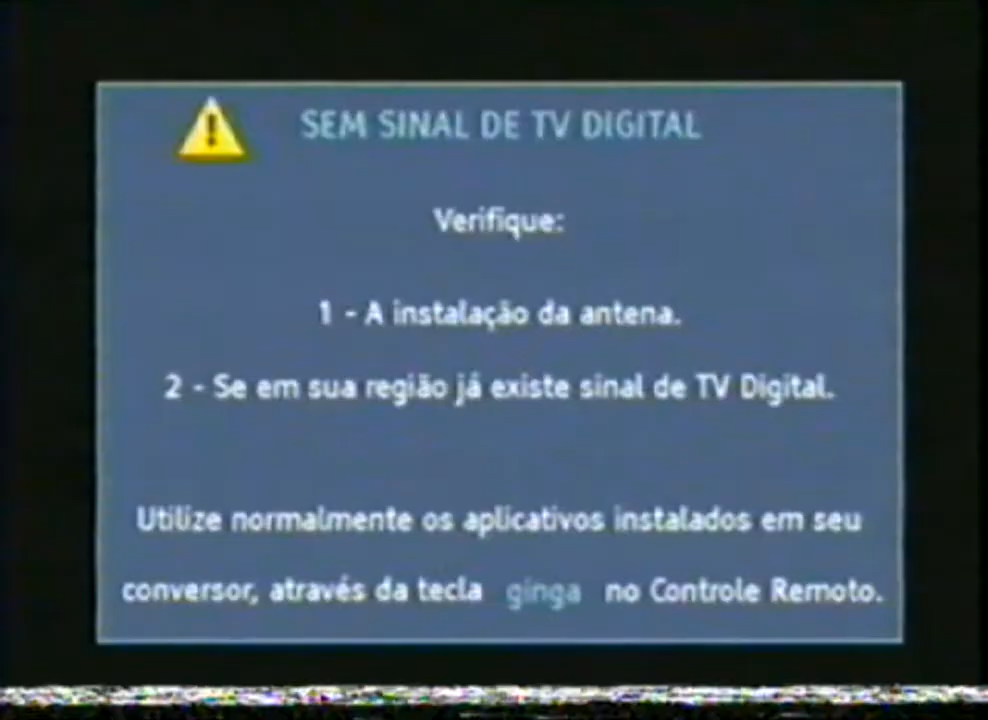 SEM SINAL DE TV DIGITAL
Verifique:
1 - A instalação da antena.
2 - Se em sua região já existe sinal de TV Digital.
Utilize normalmente os aplicativos instalados em seu
conversor, através da tecla ginga no Controle Remoto.